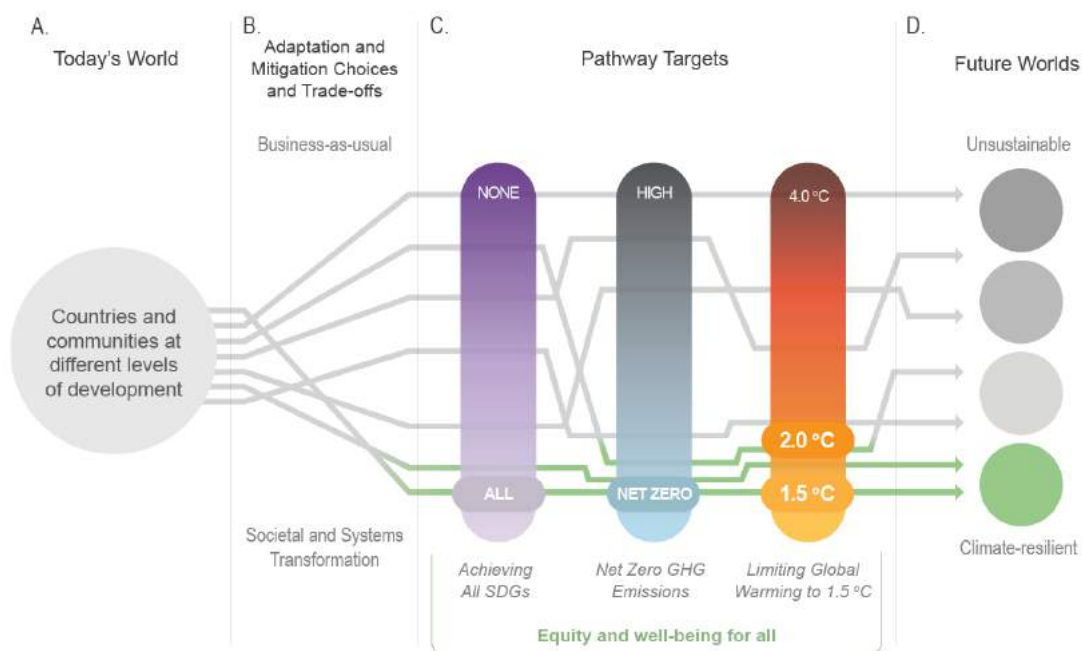 A.
Today's World
B.
Adaptation and
Mitigation Choices
and Trade-offs
C.
Pathway Targets
D.
Future Worlds
Business-as-usual
Unsustainable
NONE
HIGH
4.0 °C
Countries and
communities at
different levels
of development
2.0 °C
ALL
NET ZERO
1.5 °C
Societal and Systems
Transformation
Climate-resilient
Achieving
All SDGs
Net Zero GHG
Emissions
Limiting Global
Warming to 1.5 °C
Equity and well-being for all